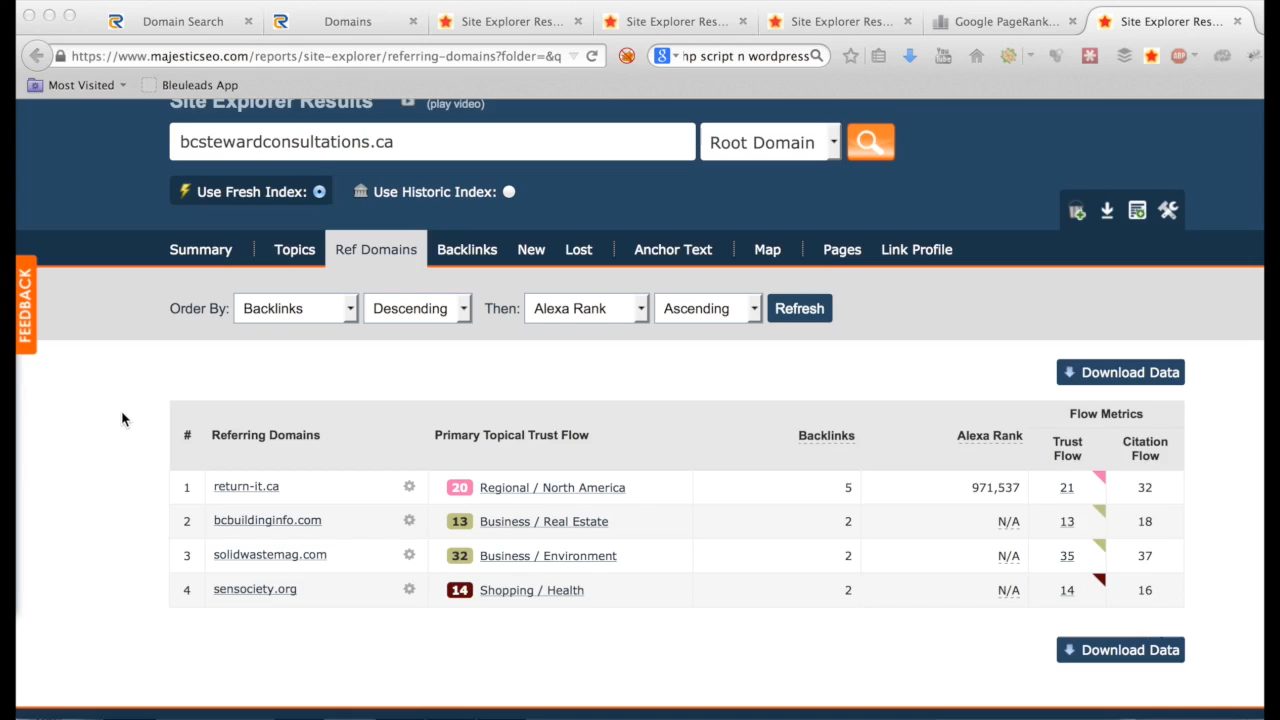 Domain Search
Domains
Site Explorer Res...
Site Explorer Res...
Site Explorer Res...
Google PageRank...
Site Explorer Res...
https://www.majesticseo.com/reports/site-explorer/referring-domains?folder=&q
hp script n wordpress
Most Visited
Bleuleads App
Site Explorer Results
(play video)
bcstewardconsultations.ca
Root Domain
Use Fresh Index:
Use Historic Index:
Summary Topics Ref Domains Backlinks New Lost Anchor Text Map Pages Link Profile
FEEDBACK
Order By: Backlinks Descending Then: Alexa Rank Ascending Refresh
Download Data
Flow Metrics
# Referring Domains Primary Topical Trust Flow Backlinks Alexa Rank Trust Flow Citation Flow
1 return-it.ca 20 Regional / North America 5 971,537 21 32
2 bcbuildinginfo.com 13 Business / Real Estate 2 N/A 13 18
3 solidwastemag.com 32 Business / Environment 2 N/A 35 37
4 sensociety.org 14 Shopping / Health 2 N/A 14 16
Download Data